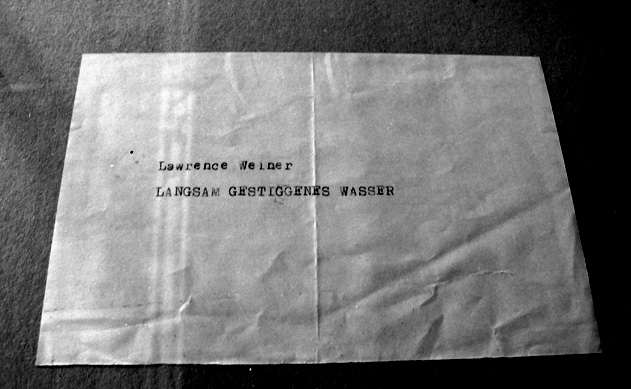 Lawrence Weiner
LANGSAM GESTIGGENES WASSER